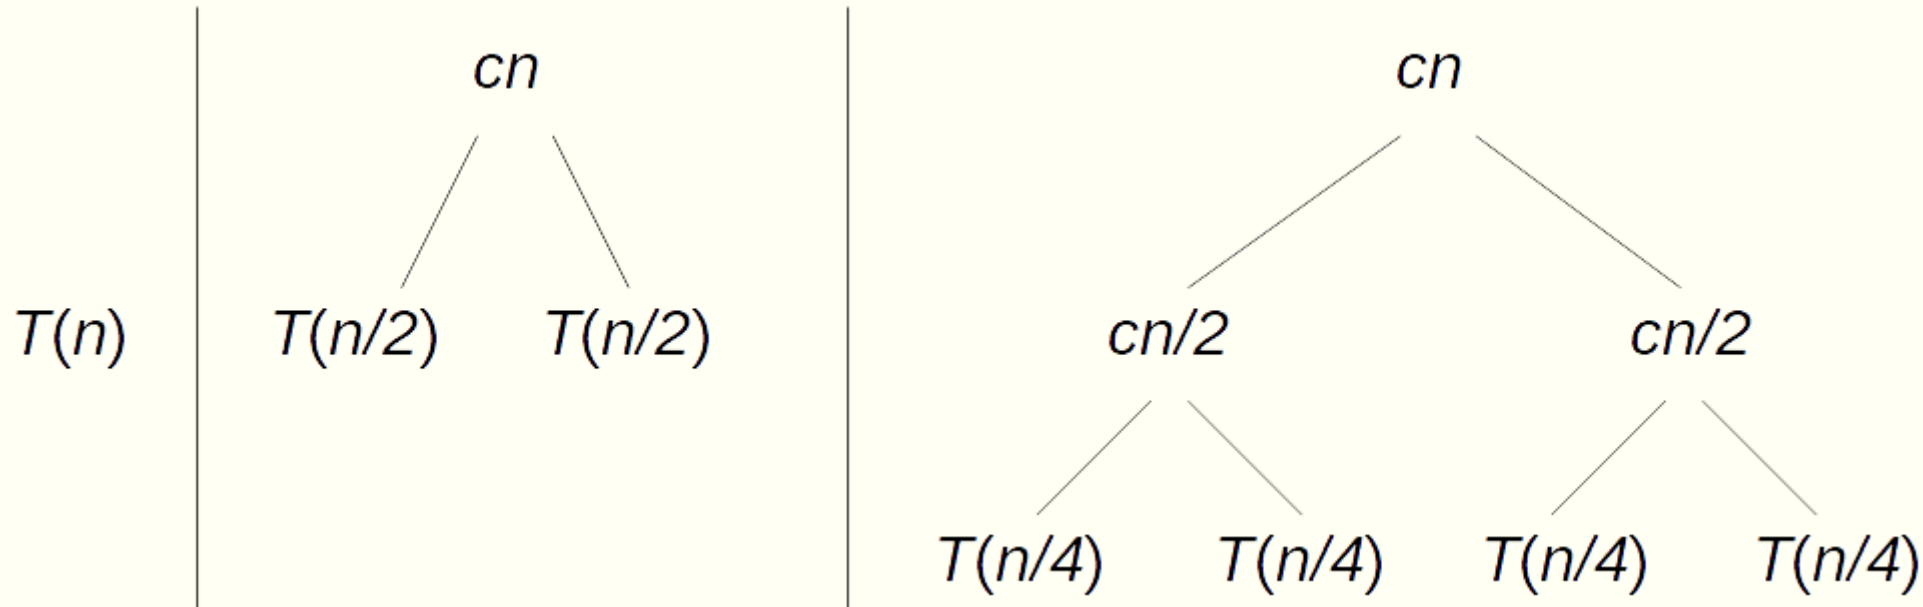 cn cn
T(n) T(n/2) T(n/2) cn/2 cn/2
T(n/4) T(n/4) T(n/4) T(n/4)